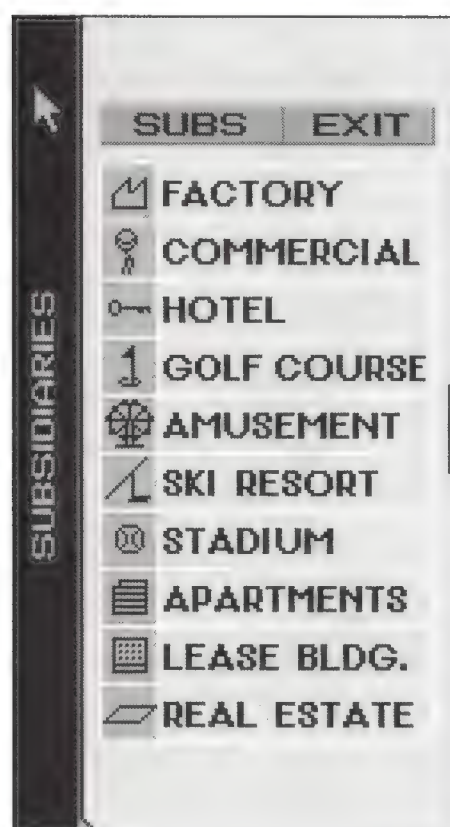 SUBSIDIARIES
SUBS EXIT
FACTORY
COMMERCIAL
HOTEL
GOLF COURSE
AMUSEMENT
SKI RESORT
STADIUM
APARTMENTS
LEASE BLDG.
REAL ESTATE